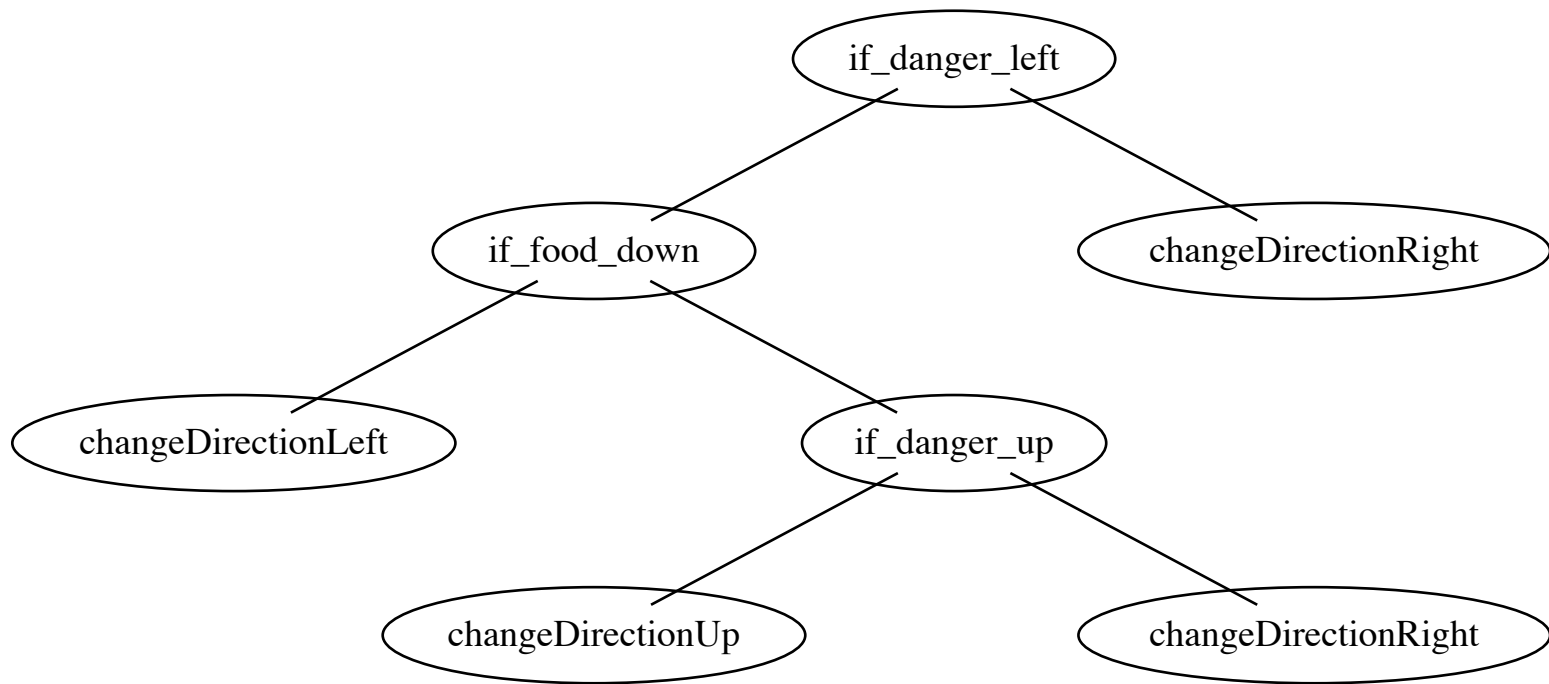 if_danger_left
if_food_down
changeDirectionRight
changeDirectionLeft
if_danger_up
changeDirectionUp
changeDirectionRight